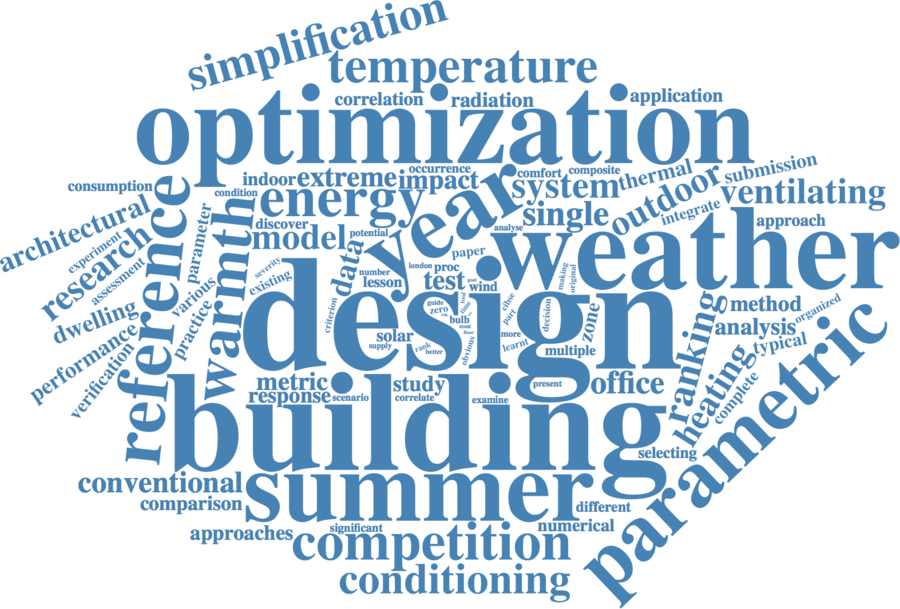 simplification
temperature
correlation
radiation
application
optimization
occurrence
comfort
composite
thermal
submission
consumption
indoor
extreme
impact
system
outdoor
ventilating
condition
energy
year
single
integrate
architectural
reference
parameter
warmth
discover
model
potential
analyse
weather
approach
experiment
research
assessment
data
paper
severity
existing
number
lesson
london
proc
test
wind
making
original
various
practice
dwelling
performance
verification
criterion
design
guide
zero
bulb
cibse
part
decision
zone
solar
supply
rank
better
obvious
more
learnt
multiple
ranking
method
organized
analysis
typical
heating
complete
parametric
metric
response
scenario
study
correlate
examine
present
office
building
selecting
conventional
comparison
summer
different
numerical
approaches
significant
competition
conditioning